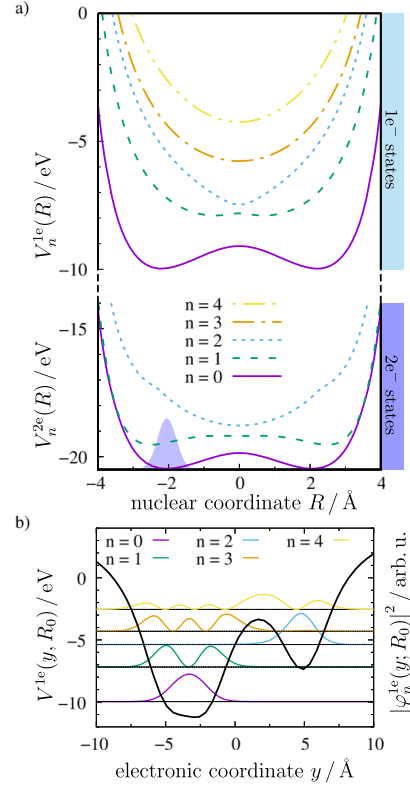 a)
0
−5
−10
V_n^{1e}(R) / eV
1e⁻ states
n = 4
n = 3
n = 2
n = 1
n = 0
−15
−20
V_n^{2e}(R) / eV
2e⁻ states
−4 −2 0 2 4
nuclear coordinate R / Å
b)
n = 0 n = 2 n = 4
n = 1 n = 3
0
−5
−10
V^{1e}(y, R_0) / eV
|φ_n^{1e}(y; R_0)|^2 / arb. u.
−10 −5 0 5 10
electronic coordinate y / Å